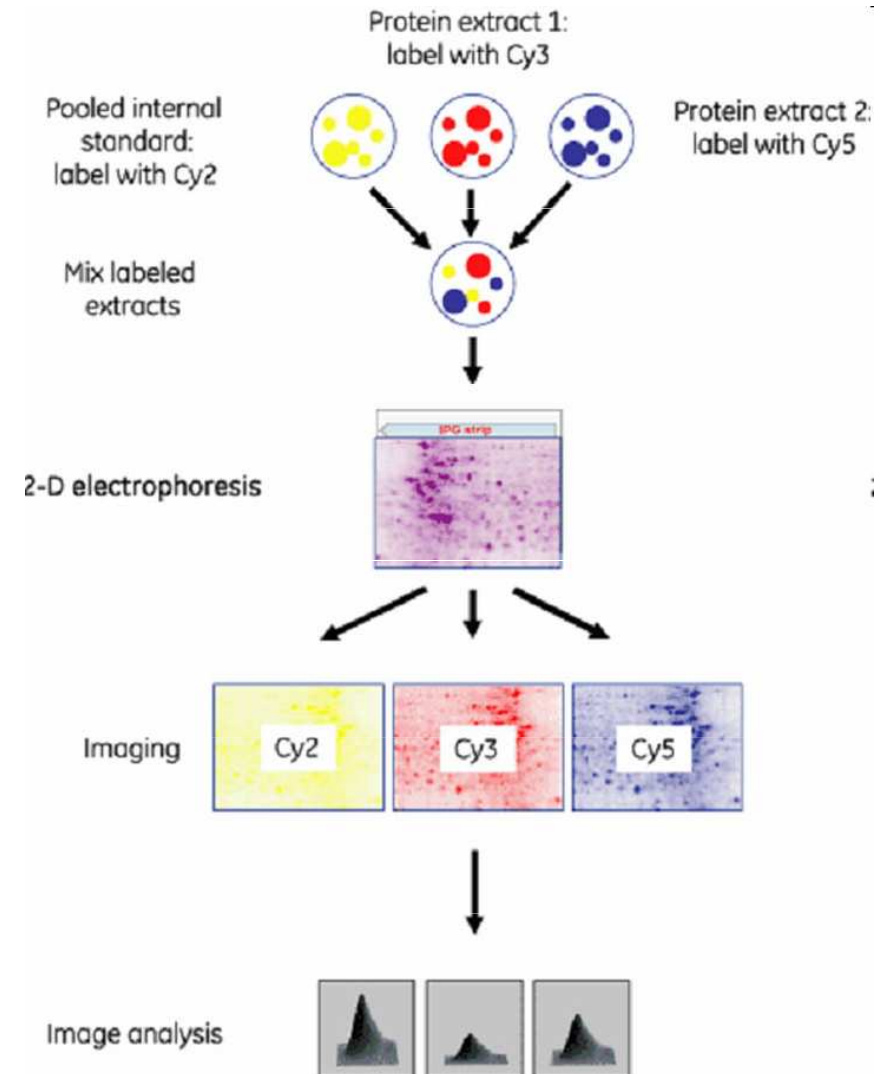 Protein extract 1:
label with Cy3
Pooled internal
standard:
label with Cy2
Protein extract 2:
label with Cy5
Mix labeled
extracts
IPG strip
2-D electrophoresis
Imaging
Cy2
Cy3
Cy5
Image analysis